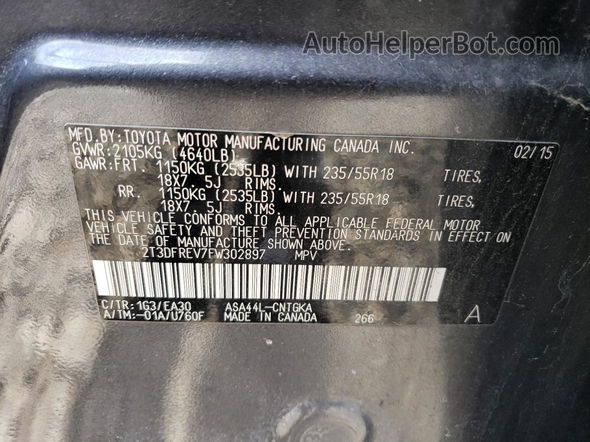 AutoHelperBot.com
MFD.BY:TOYOTA MOTOR MANUFACTURING CANADA INC.
GVWR:2105KG (4640LB) 02/15
GAWR:FRT. 1150KG (2535LB) WITH 235/55R18 TIRES,
18X7 5J RIMS.
RR. 1150KG (2535LB) WITH 235/55R18 TIRES,
18X7 5J RIMS.
THIS VEHICLE CONFORMS TO ALL APPLICABLE FEDERAL MOTOR
VEHICLE SAFETY AND THEFT PREVENTION STANDARDS IN EFFECT ON
THE DATE OF MANUFACTURE SHOWN ABOVE.
2T3DFREV7FW302897 MPV
C/TR:1G3/EA30 ASA44L-CNTGKA A
A/TM:-01A/U760F MADE IN CANADA 266